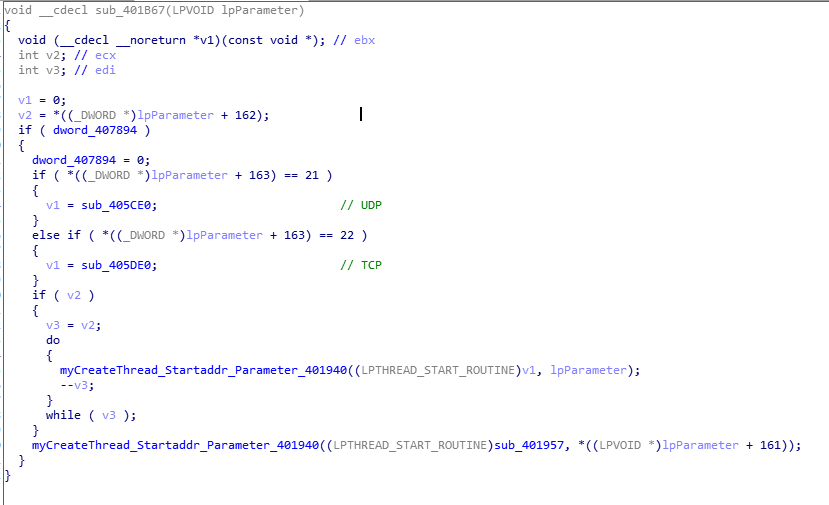 void __cdecl sub_401B67(LPVOID lpParameter)
{
  void (__cdecl __noreturn *v1)(const void *); // ebx
  int v2; // ecx
  int v3; // edi

  v1 = 0;
  v2 = *((_DWORD *)lpParameter + 162);
  if ( dword_407894 )
  {
    dword_407894 = 0;
    if ( *((_DWORD *)lpParameter + 163) == 21 )
    {
      v1 = sub_405CE0;                          // UDP
    }
    else if ( *((_DWORD *)lpParameter + 163) == 22 )
    {
      v1 = sub_405DE0;                          // TCP
    }
    if ( v2 )
    {
      v3 = v2;
      do
      {
        myCreateThread_Startaddr_Parameter_401940((LPTHREAD_START_ROUTINE)v1, lpParameter);
        --v3;
      }
      while ( v3 );
    }
    myCreateThread_Startaddr_Parameter_401940((LPTHREAD_START_ROUTINE)sub_401957, *((LPVOID *)lpParameter + 161));
  }
}